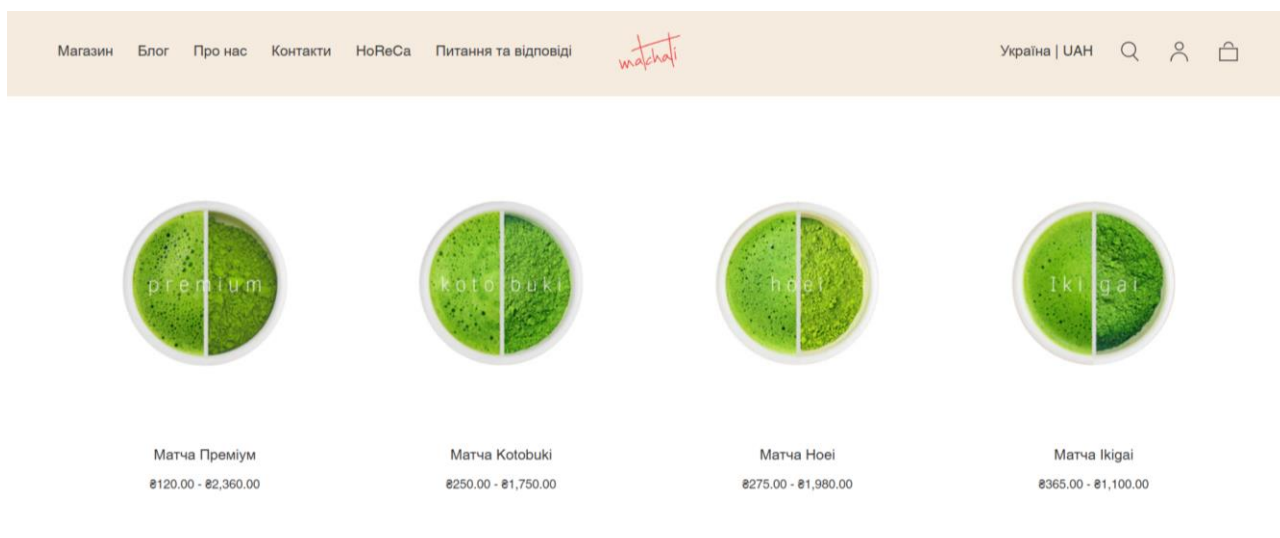 Магазин Блог Про нас Контакти HoReCa Питання та відповіді matchati Україна | UAH
premium kotobuki hoei Ikigai
Матча Преміум Матча Kotobuki Матча Hoei Матча Ikigai
₴120.00 - ₴2,360.00 ₴250.00 - ₴1,750.00 ₴275.00 - ₴1,980.00 ₴365.00 - ₴1,100.00